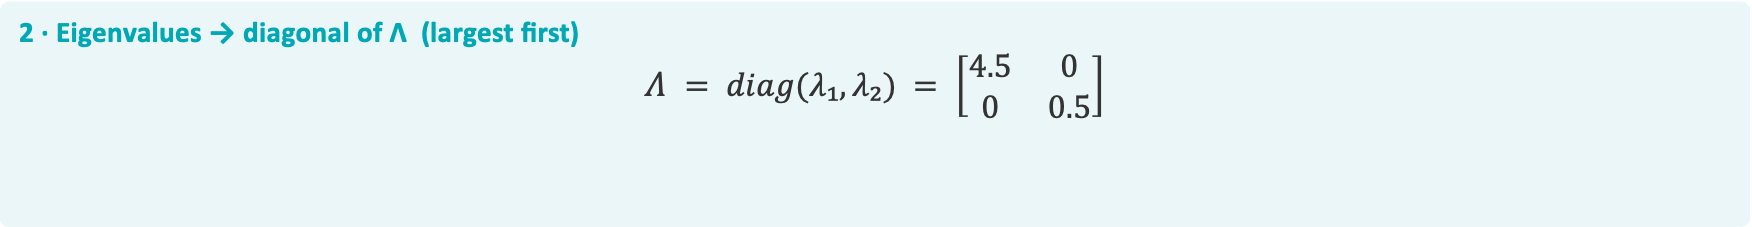 2 · Eigenvalues → diagonal of Λ (largest first)
Λ = diag(λ₁, λ₂) = [4.5 0
0 0.5]